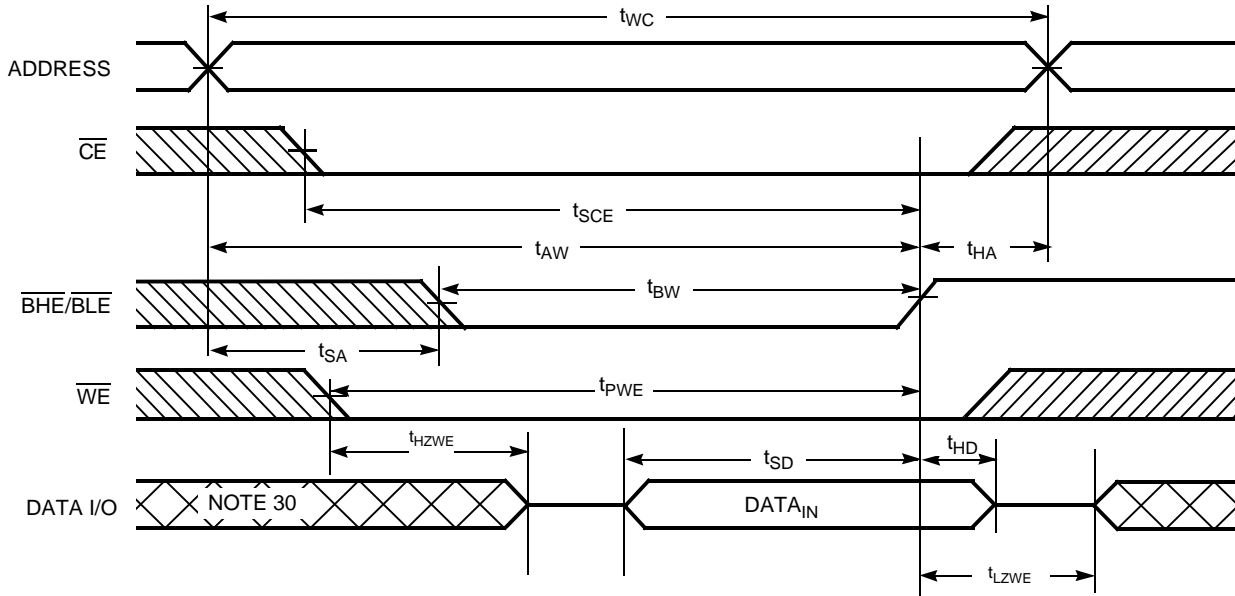 tWC
ADDRESS
CE
tSCE
tAW
tHA
BHE/BLE
tBW
tSA
WE
tPWE
tHZWE
tSD
tHD
DATA I/O
NOTE 30
DATAIN
tLZWE